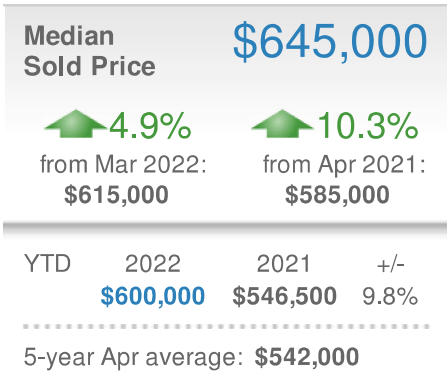 Median
Sold Price
$645,000
4.9%
from Mar 2022:
$615,000
10.3%
from Apr 2021:
$585,000
YTD 2022 2021 +/-
$600,000 $546,500 9.8%
5-year Apr average: $542,000